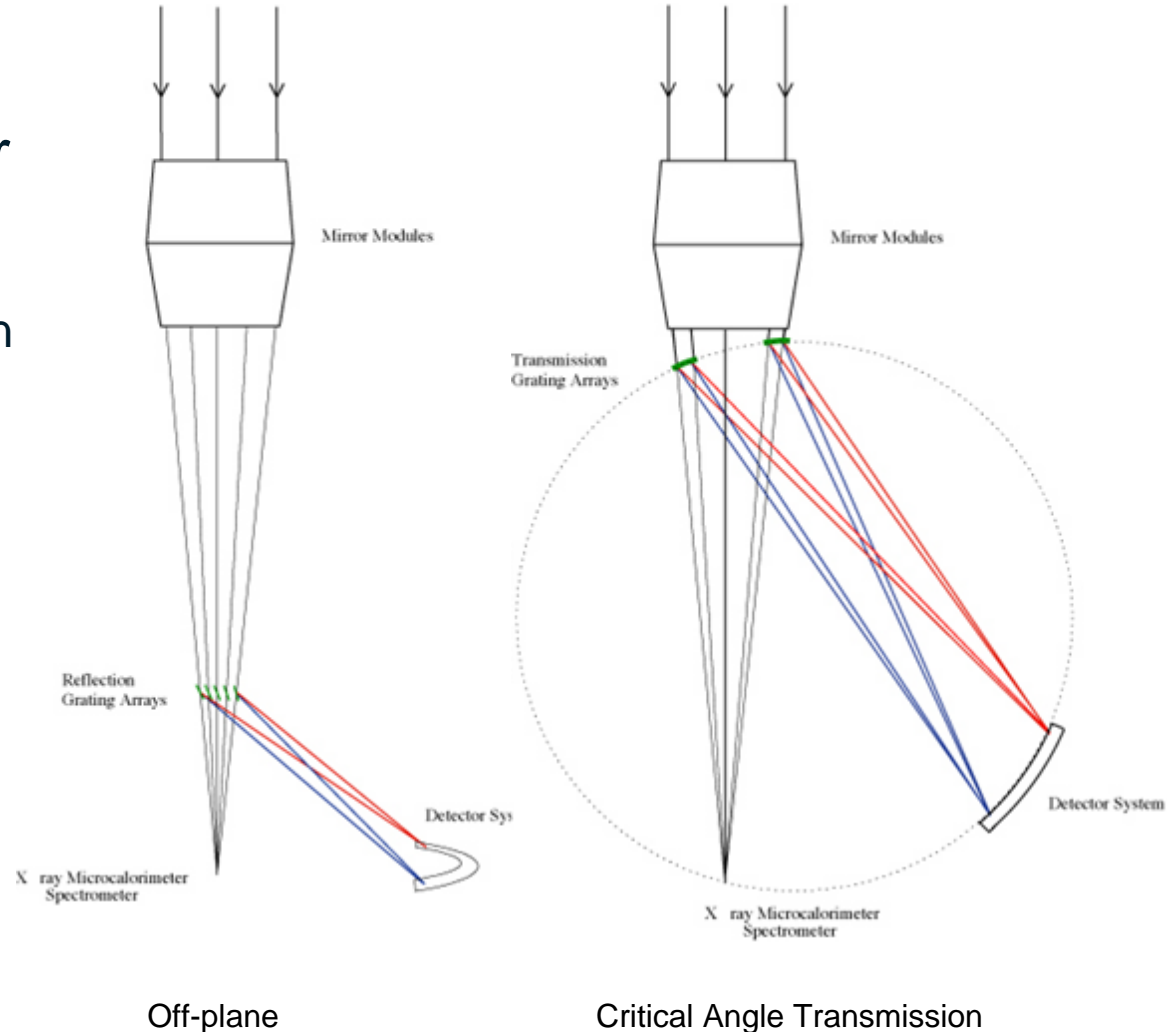 r
n
Mirror Modules
Reflection
Grating Arrays
Detector Sys
X ray Microcalorimeter
Spectrometer
Off-plane
Mirror Modules
Transmission
Grating Arrays
Detector System
X ray Microcalorimeter
Spectrometer
Critical Angle Transmission